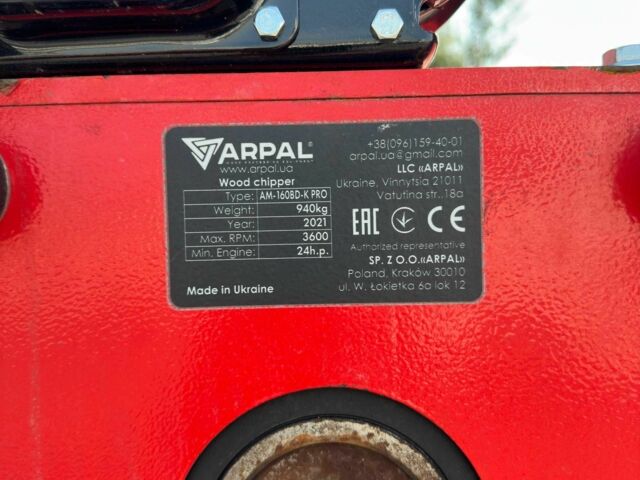 ARPAL®
www.arpal.ua
Wood chipper
Type: AM-160BD-K PRO
Weight: 940kg
Year: 2021
Max. RPM: 3600
Min. Engine: 24h.p.
Made in Ukraine
+38(096)159-40-01
arpal.ua@gmail.com
LLC «ARPAL»
Ukraine, Vinnytsia 21011
Vatutina str., 18a
EAC CE
Authorized representative
SP. Z O.O.«ARPAL»
Poland, Kraków 30010
ul. W. Łokietka 6a lok 12